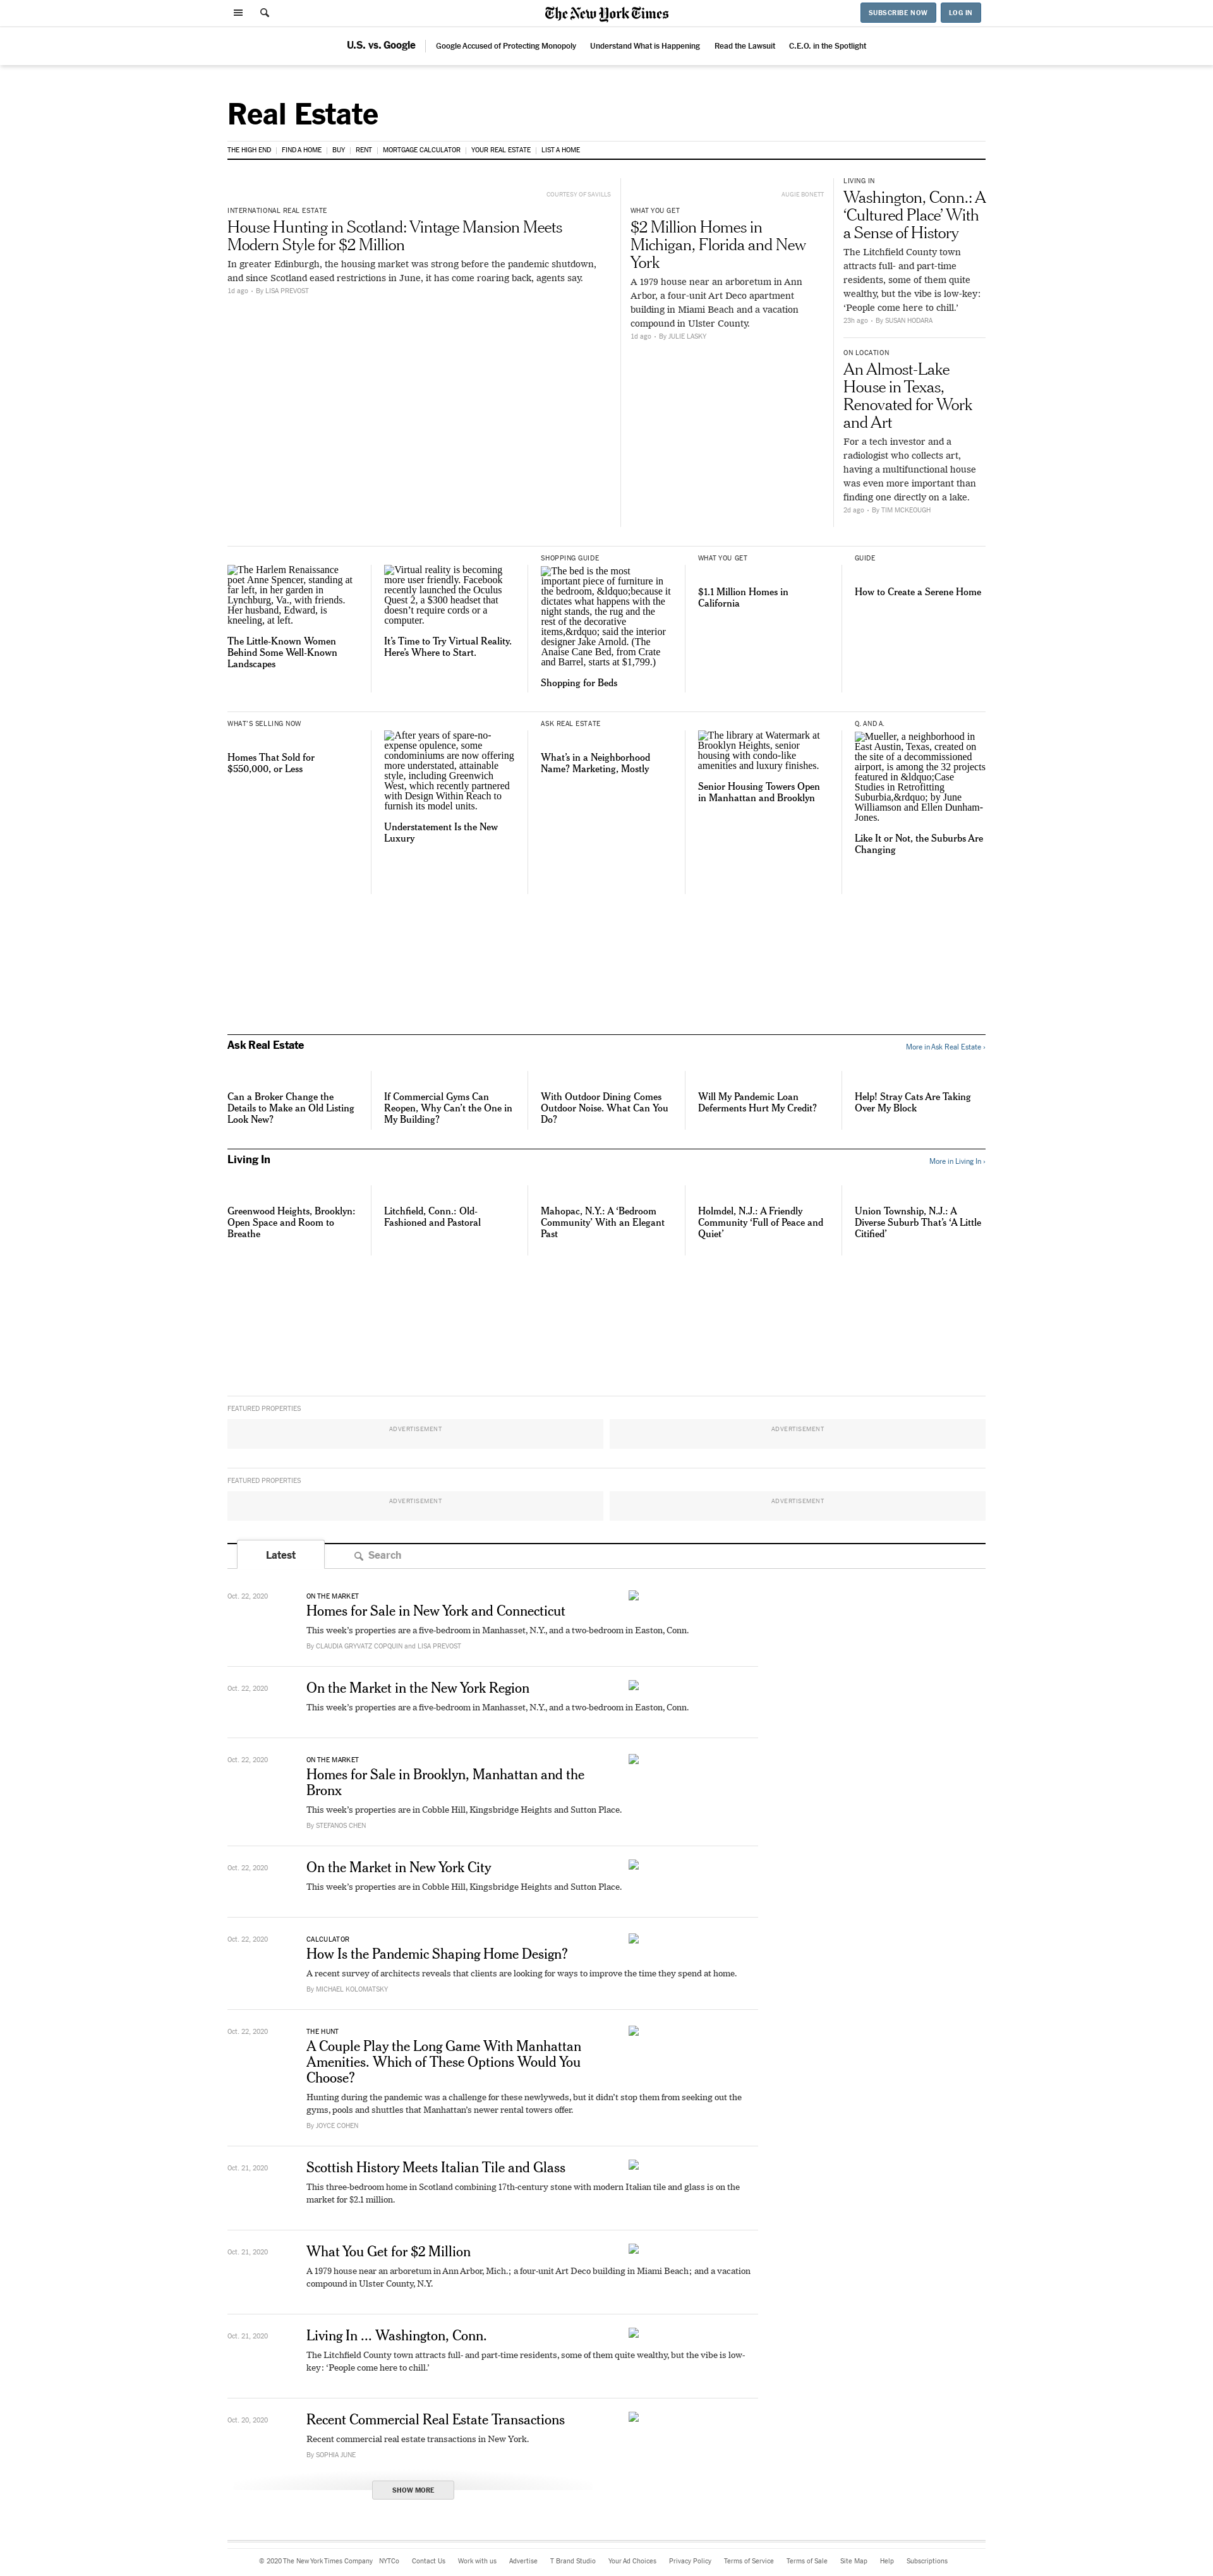 The New York Times
SUBSCRIBE NOW
LOG IN
U.S. vs. Google
Google Accused of Protecting Monopoly
Understand What is Happening
Read the Lawsuit
C.E.O. in the Spotlight
Real Estate
THE HIGH END
FIND A HOME
BUY
RENT
MORTGAGE CALCULATOR
YOUR REAL ESTATE
LIST A HOME
COURTESY OF SAVILLS
INTERNATIONAL REAL ESTATE
House Hunting in Scotland: Vintage Mansion Meets
Modern Style for $2 Million
In greater Edinburgh, the housing market was strong before the pandemic shutdown,
and since Scotland eased restrictions in June, it has come roaring back, agents say.
1d ago - By LISA PREVOST
AUGIE BONETT
WHAT YOU GET
$2 Million Homes in
Michigan, Florida and New
York
A 1979 house near an arboretum in Ann
Arbor, a four-unit Art Deco apartment
building in Miami Beach and a vacation
compound in Ulster County.
1d ago - By JULIE LASKY
LIVING IN
Washington, Conn.: A
‘Cultured Place’ With
a Sense of History
The Litchfield County town
attracts full- and part-time
residents, some of them quite
wealthy, but the vibe is low-key:
‘People come here to chill.’
23h ago - By SUSAN HODARA
ON LOCATION
An Almost-Lake
House in Texas,
Renovated for Work
and Art
For a tech investor and a
radiologist who collects art,
having a multifunctional house
was even more important than
finding one directly on a lake.
2d ago - By TIM MCKEOUGH
The Harlem Renaissance
poet Anne Spencer, standing at
far left, in her garden in
Lynchburg, Va., with friends.
Her husband, Edward, is
kneeling, at left.
The Little-Known Women
Behind Some Well-Known
Landscapes
Virtual reality is becoming
more user friendly. Facebook
recently launched the Oculus
Quest 2, a $300 headset that
doesn’t require cords or a
computer.
It’s Time to Try Virtual Reality.
Here’s Where to Start.
SHOPPING GUIDE
The bed is the most
important piece of furniture in
the bedroom, &ldquo;because it
dictates what happens with the
night stands, the rug and the
rest of the decorative
items,&rdquo; said the interior
designer Jake Arnold. (The
Anaise Cane Bed, from Crate
and Barrel, starts at $1,799.)
Shopping for Beds
WHAT YOU GET
$1.1 Million Homes in
California
GUIDE
How to Create a Serene Home
WHAT’S SELLING NOW
Homes That Sold for
$550,000, or Less
After years of spare-no-
expense opulence, some
condominiums are now offering
more understated, attainable
style, including Greenwich
West, which recently partnered
with Design Within Reach to
furnish its model units.
Understatement Is the New
Luxury
ASK REAL ESTATE
What’s in a Neighborhood
Name? Marketing, Mostly
The library at Watermark at
Brooklyn Heights, senior
housing with condo-like
amenities and luxury finishes.
Senior Housing Towers Open
in Manhattan and Brooklyn
Q. AND A.
Mueller, a neighborhood in
East Austin, Texas, created on
the site of a decommissioned
airport, is among the 32 projects
featured in &ldquo;Case
Studies in Retrofitting
Suburbia,&rdquo; by June
Williamson and Ellen Dunham-
Jones.
Like It or Not, the Suburbs Are
Changing
Ask Real Estate
More in Ask Real Estate ›
Can a Broker Change the
Details to Make an Old Listing
Look New?
If Commercial Gyms Can
Reopen, Why Can’t the One in
My Building?
With Outdoor Dining Comes
Outdoor Noise. What Can You
Do?
Will My Pandemic Loan
Deferments Hurt My Credit?
Help! Stray Cats Are Taking
Over My Block
Living In
More in Living In ›
Greenwood Heights, Brooklyn:
Open Space and Room to
Breathe
Litchfield, Conn.: Old-
Fashioned and Pastoral
Mahopac, N.Y.: A ‘Bedroom
Community’ With an Elegant
Past
Holmdel, N.J.: A Friendly
Community ‘Full of Peace and
Quiet’
Union Township, N.J.: A
Diverse Suburb That’s ‘A Little
Citified’
FEATURED PROPERTIES
ADVERTISEMENT
ADVERTISEMENT
FEATURED PROPERTIES
ADVERTISEMENT
ADVERTISEMENT
Latest
Search
Oct. 22, 2020
ON THE MARKET
Homes for Sale in New York and Connecticut
This week’s properties are a five-bedroom in Manhasset, N.Y., and a two-bedroom in Easton, Conn.
By CLAUDIA GRYVATZ COPQUIN and LISA PREVOST
Oct. 22, 2020
On the Market in the New York Region
This week’s properties are a five-bedroom in Manhasset, N.Y., and a two-bedroom in Easton, Conn.
Oct. 22, 2020
ON THE MARKET
Homes for Sale in Brooklyn, Manhattan and the
Bronx
This week’s properties are in Cobble Hill, Kingsbridge Heights and Sutton Place.
By STEFANOS CHEN
Oct. 22, 2020
On the Market in New York City
This week’s properties are in Cobble Hill, Kingsbridge Heights and Sutton Place.
Oct. 22, 2020
CALCULATOR
How Is the Pandemic Shaping Home Design?
A recent survey of architects reveals that clients are looking for ways to improve the time they spend at home.
By MICHAEL KOLOMATSKY
Oct. 22, 2020
THE HUNT
A Couple Play the Long Game With Manhattan
Amenities. Which of These Options Would You
Choose?
Hunting during the pandemic was a challenge for these newlyweds, but it didn’t stop them from seeking out the
gyms, pools and shuttles that Manhattan’s newer rental towers offer.
By JOYCE COHEN
Oct. 21, 2020
Scottish History Meets Italian Tile and Glass
This three-bedroom home in Scotland combining 17th-century stone with modern Italian tile and glass is on the
market for $2.1 million.
Oct. 21, 2020
What You Get for $2 Million
A 1979 house near an arboretum in Ann Arbor, Mich.; a four-unit Art Deco building in Miami Beach; and a vacation
compound in Ulster County, N.Y.
Oct. 21, 2020
Living In ... Washington, Conn.
The Litchfield County town attracts full- and part-time residents, some of them quite wealthy, but the vibe is low-
key: ‘People come here to chill.’
Oct. 20, 2020
Recent Commercial Real Estate Transactions
Recent commercial real estate transactions in New York.
By SOPHIA JUNE
SHOW MORE
© 2020 The New York Times Company
NYTCo
Contact Us
Work with us
Advertise
T Brand Studio
Your Ad Choices
Privacy Policy
Terms of Service
Terms of Sale
Site Map
Help
Subscriptions